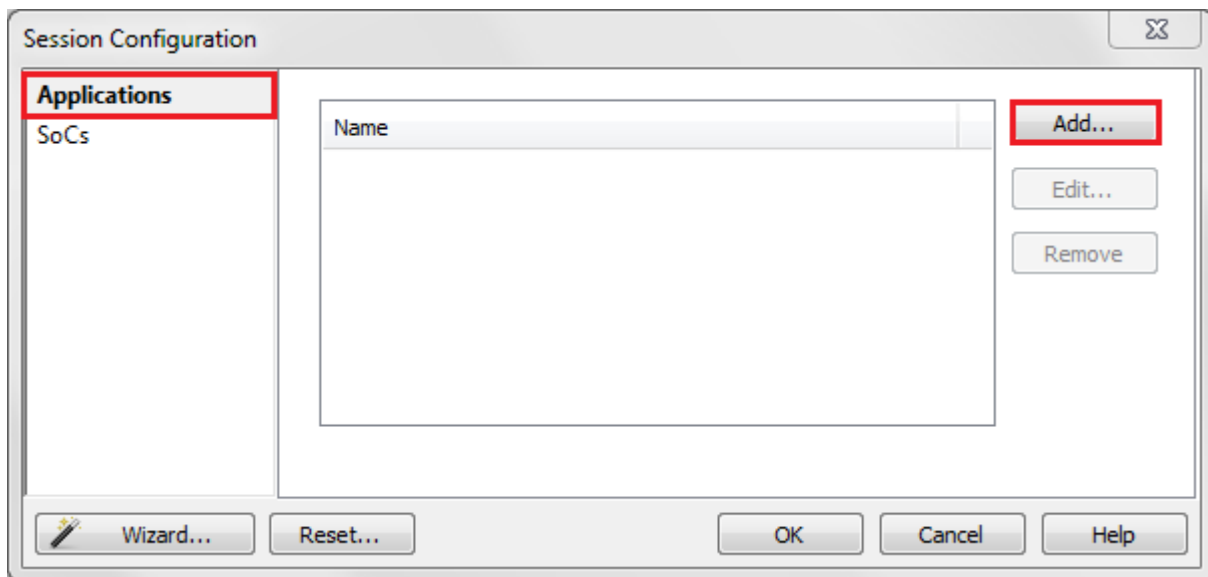 Session Configuration
Applications
SoCs
Name
Add...
Edit...
Remove
Wizard...
Reset...
OK
Cancel
Help